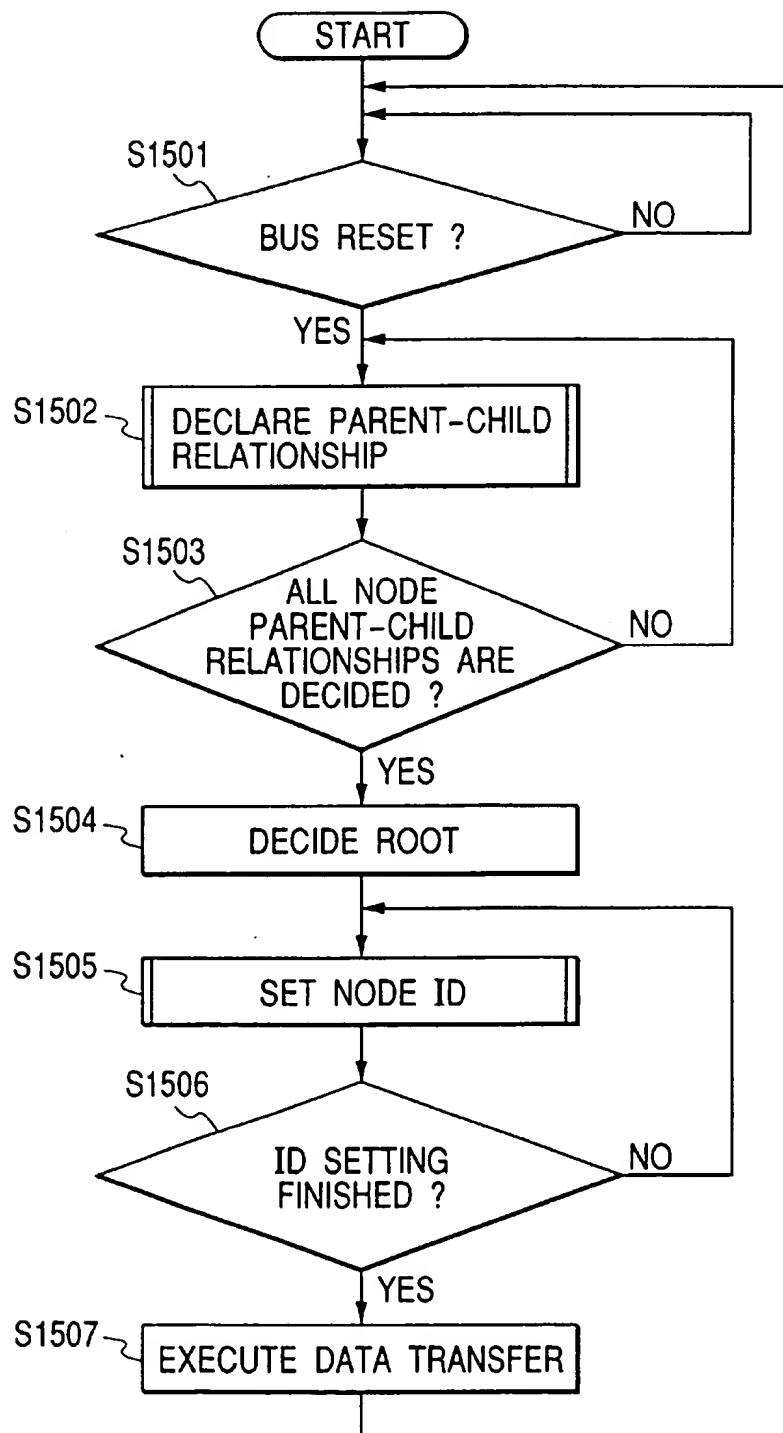 START
S1501
BUS RESET ?
NO
YES
S1502
DECLARE PARENT-CHILD
RELATIONSHIP
S1503
ALL NODE
PARENT-CHILD
RELATIONSHIPS ARE
DECIDED ?
NO
YES
S1504
DECIDE ROOT
S1505
SET NODE ID
S1506
ID SETTING
FINISHED ?
NO
YES
S1507
EXECUTE DATA TRANSFER